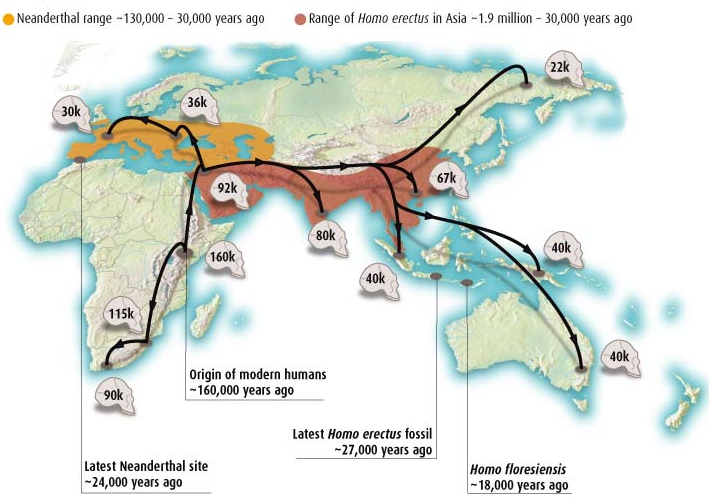 Neanderthal range ~130,000 – 30,000 years ago
Range of Homo erectus in Asia ~1.9 million – 30,000 years ago
22k
30k
36k
92k
67k
80k
160k
40k
40k
115k
40k
90k
Origin of modern humans
~160,000 years ago
Latest Homo erectus fossil
~27,000 years ago
Latest Neanderthal site
~24,000 years ago
Homo floresiensis
~18,000 years ago